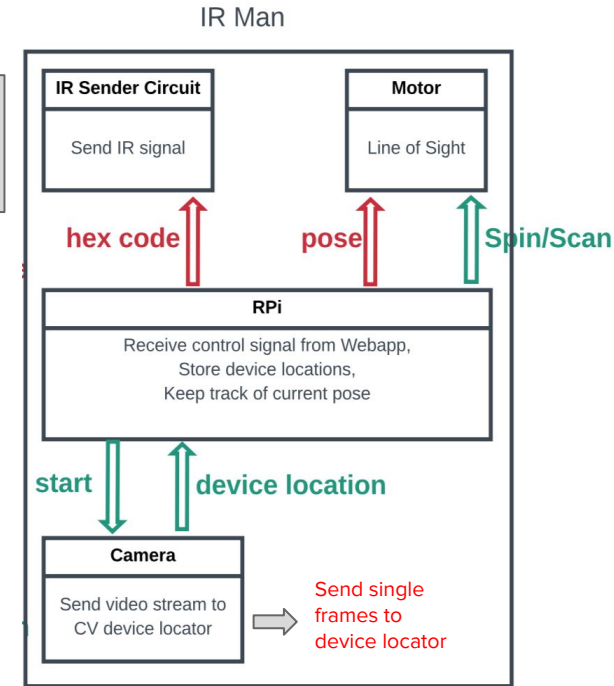 IR Man
IR Sender Circuit
Send IR signal
Motor
Line of Sight
hex code
pose
Spin/Scan
RPi
Receive control signal from Webapp,
Store device locations,
Keep track of current pose
start
device location
Camera
Send video stream to
CV device locator
Send single
frames to
device locator